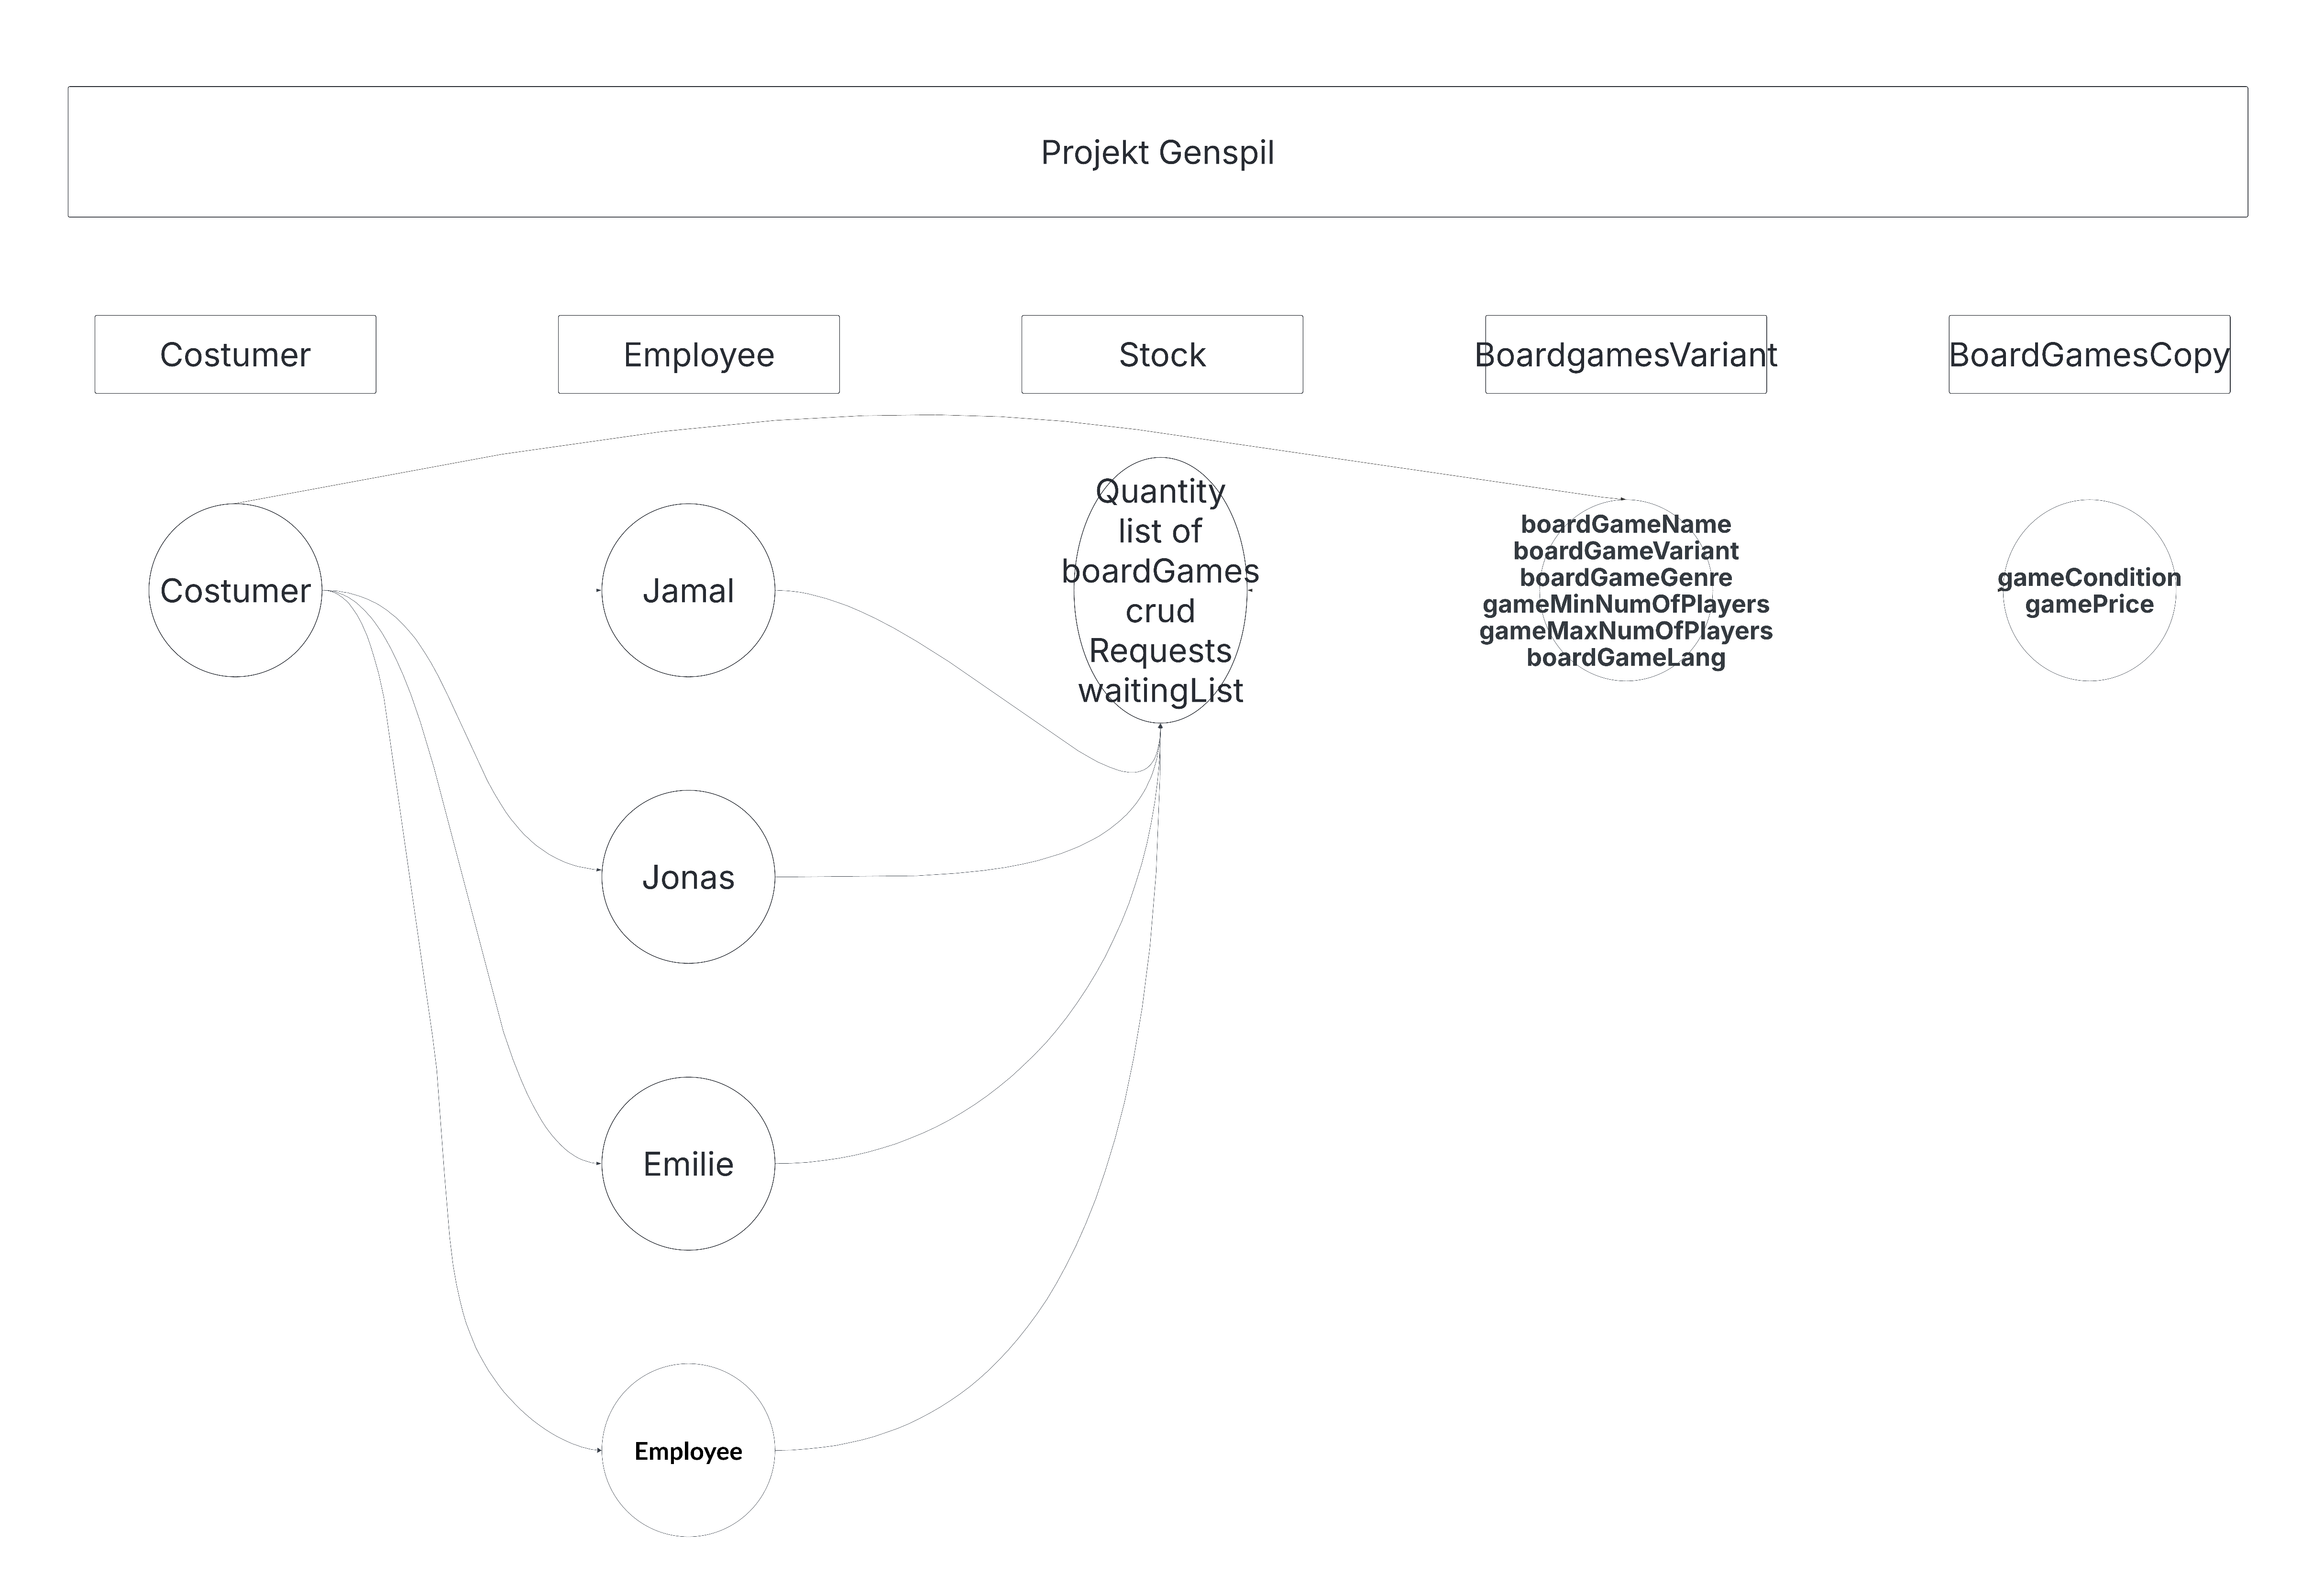 Projekt Genspil
Costumer
Employee
Stock
BoardgamesVariant
BoardGamesCopy
Costumer
Jamal
Jonas
Emilie
Employee
Quantity
list of
boardGames
crud
Requests
waitingList
boardGameName
boardGameVariant
boardGameGenre
gameMinNumOfPlayers
gameMaxNumOfPlayers
boardGameLang
gameCondition
gamePrice